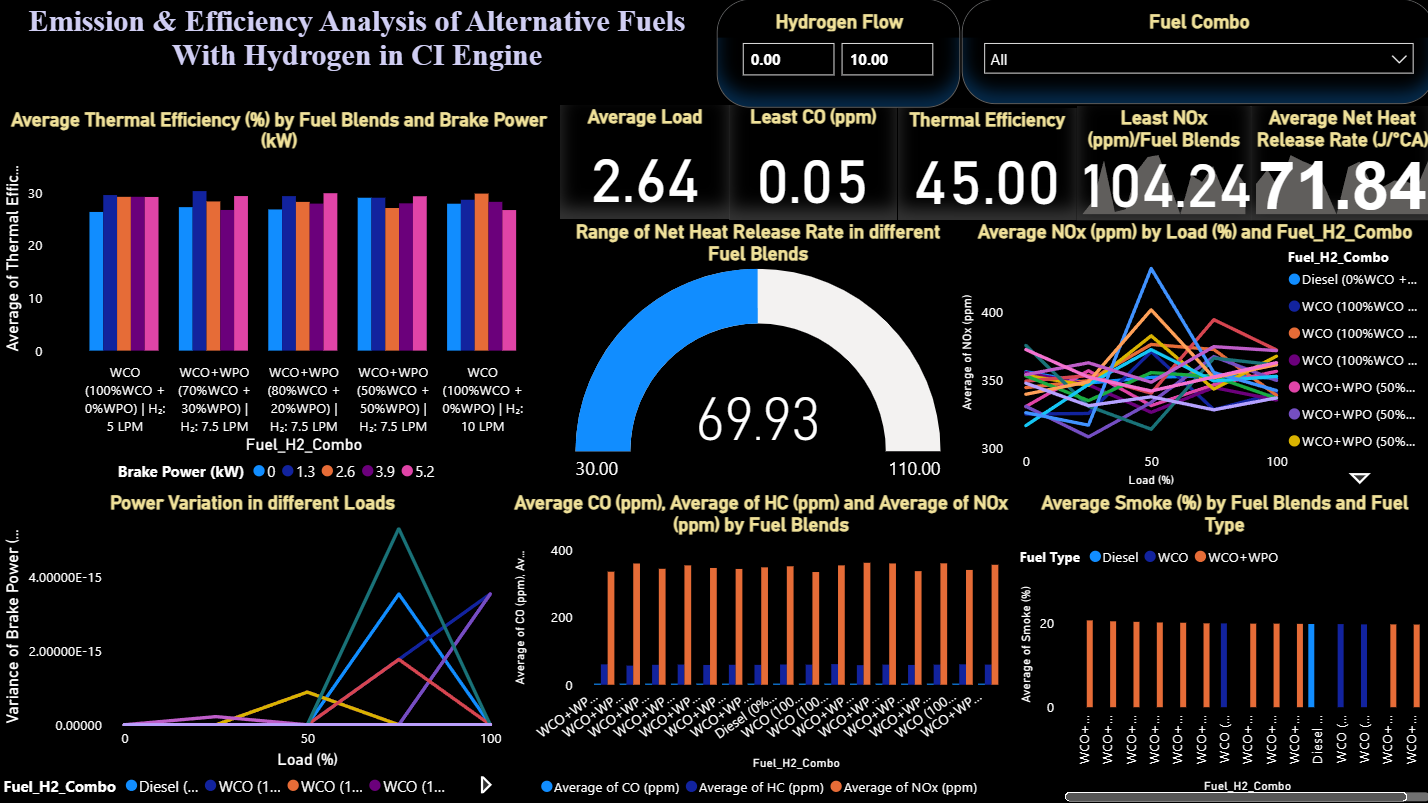 Emission & Efficiency Analysis of Alternative Fuels
With Hydrogen in CI Engine
Hydrogen Flow
0.00
10.00
Fuel Combo
All
Average Thermal Efficiency (%) by Fuel Blends and Brake Power
(kW)
Average of Thermal Effic...
30
20
10
0
WCO
(100%WCO +
0%WPO) | H₂:
5 LPM
WCO+WPO
(70%WCO +
30%WPO) |
H₂: 7.5 LPM
WCO+WPO
(80%WCO +
20%WPO) |
H₂: 7.5 LPM
WCO+WPO
(50%WCO +
50%WPO) |
H₂: 7.5 LPM
WCO
(100%WCO +
0%WPO) | H₂:
10 LPM
Fuel_H2_Combo
Brake Power (kW) 0 1.3 2.6 3.9 5.2
Average Load
2.64
Least CO (ppm)
0.05
Thermal Efficiency
45.00
Least NOx
(ppm)/Fuel Blends
104.24
Average Net Heat
Release Rate (J/°CA)
71.84
Range of Net Heat Release Rate in different
Fuel Blends
69.93
30.00
110.00
Average NOx (ppm) by Load (%) and Fuel_H2_Combo
Average of NOx (ppm)
400
350
300
0
50
100
Load (%)
Fuel_H2_Combo
Diesel (0%WCO +...
WCO (100%WCO ...
WCO (100%WCO ...
WCO (100%WCO ...
WCO+WPO (50%...
WCO+WPO (50%...
WCO+WPO (50%...
Power Variation in different Loads
Variance of Brake Power (...
4.00000E-15
2.00000E-15
0.00000
0
50
100
Load (%)
Fuel_H2_Combo Diesel (... WCO (1... WCO (1... WCO (1...
Average CO (ppm), Average of HC (ppm) and Average of NOx
(ppm) by Fuel Blends
Average of CO (ppm), Av...
400
200
0
WCO+WP...
WCO+WP...
WCO+WP...
WCO+WP...
WCO+WP...
WCO+WP...
Diesel (0%...
WCO (100...
WCO (100...
WCO+WP...
WCO+WP...
WCO+WP...
WCO+WP...
WCO+WP...
WCO (100...
WCO+WP...
Fuel_H2_Combo
Average of CO (ppm) Average of HC (ppm) Average of NOx (ppm)
Average Smoke (%) by Fuel Blends and Fuel
Type
Fuel Type Diesel WCO WCO+WPO
Average of Smoke (%)
20
0
WCO+...
WCO+...
WCO+...
WCO+...
WCO+...
WCO+...
WCO (...
WCO+...
WCO+...
WCO+...
Diesel ...
WCO (...
WCO (...
WCO+...
WCO+...
Fuel_H2_Combo